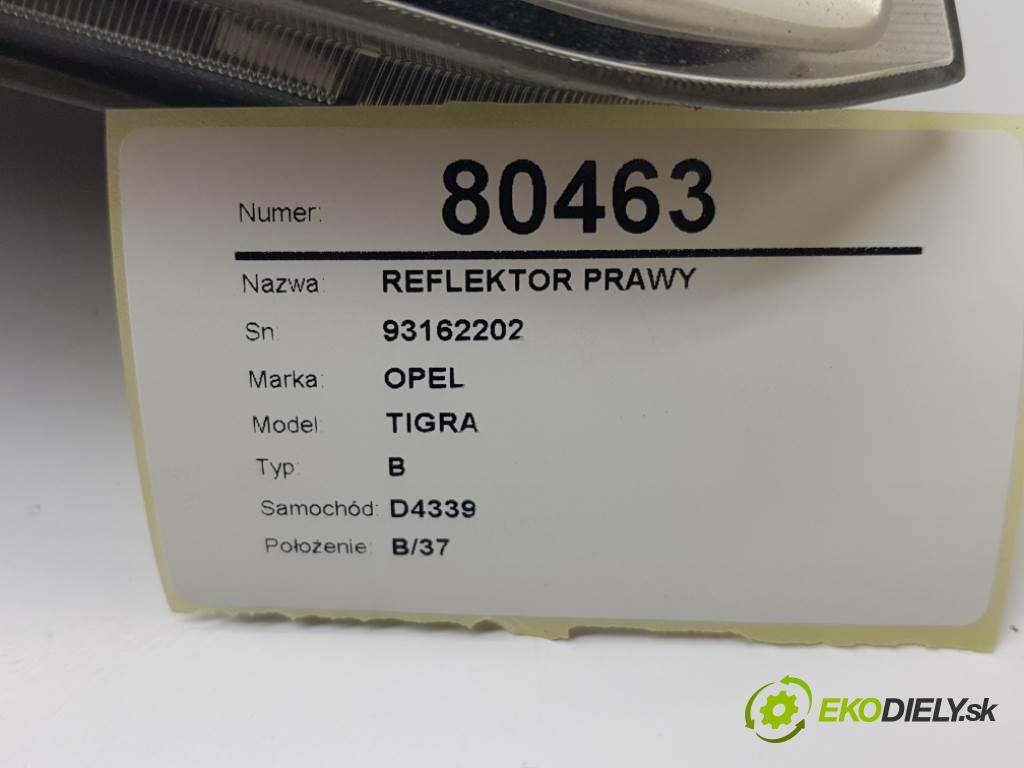 Numer: 80463
Nazwa: REFLEKTOR PRAWY
Sn: 93162202
Marka: OPEL
Model: TIGRA
Typ: B
Samochód: D4339
Położenie: B/37
EKODIELY.sk